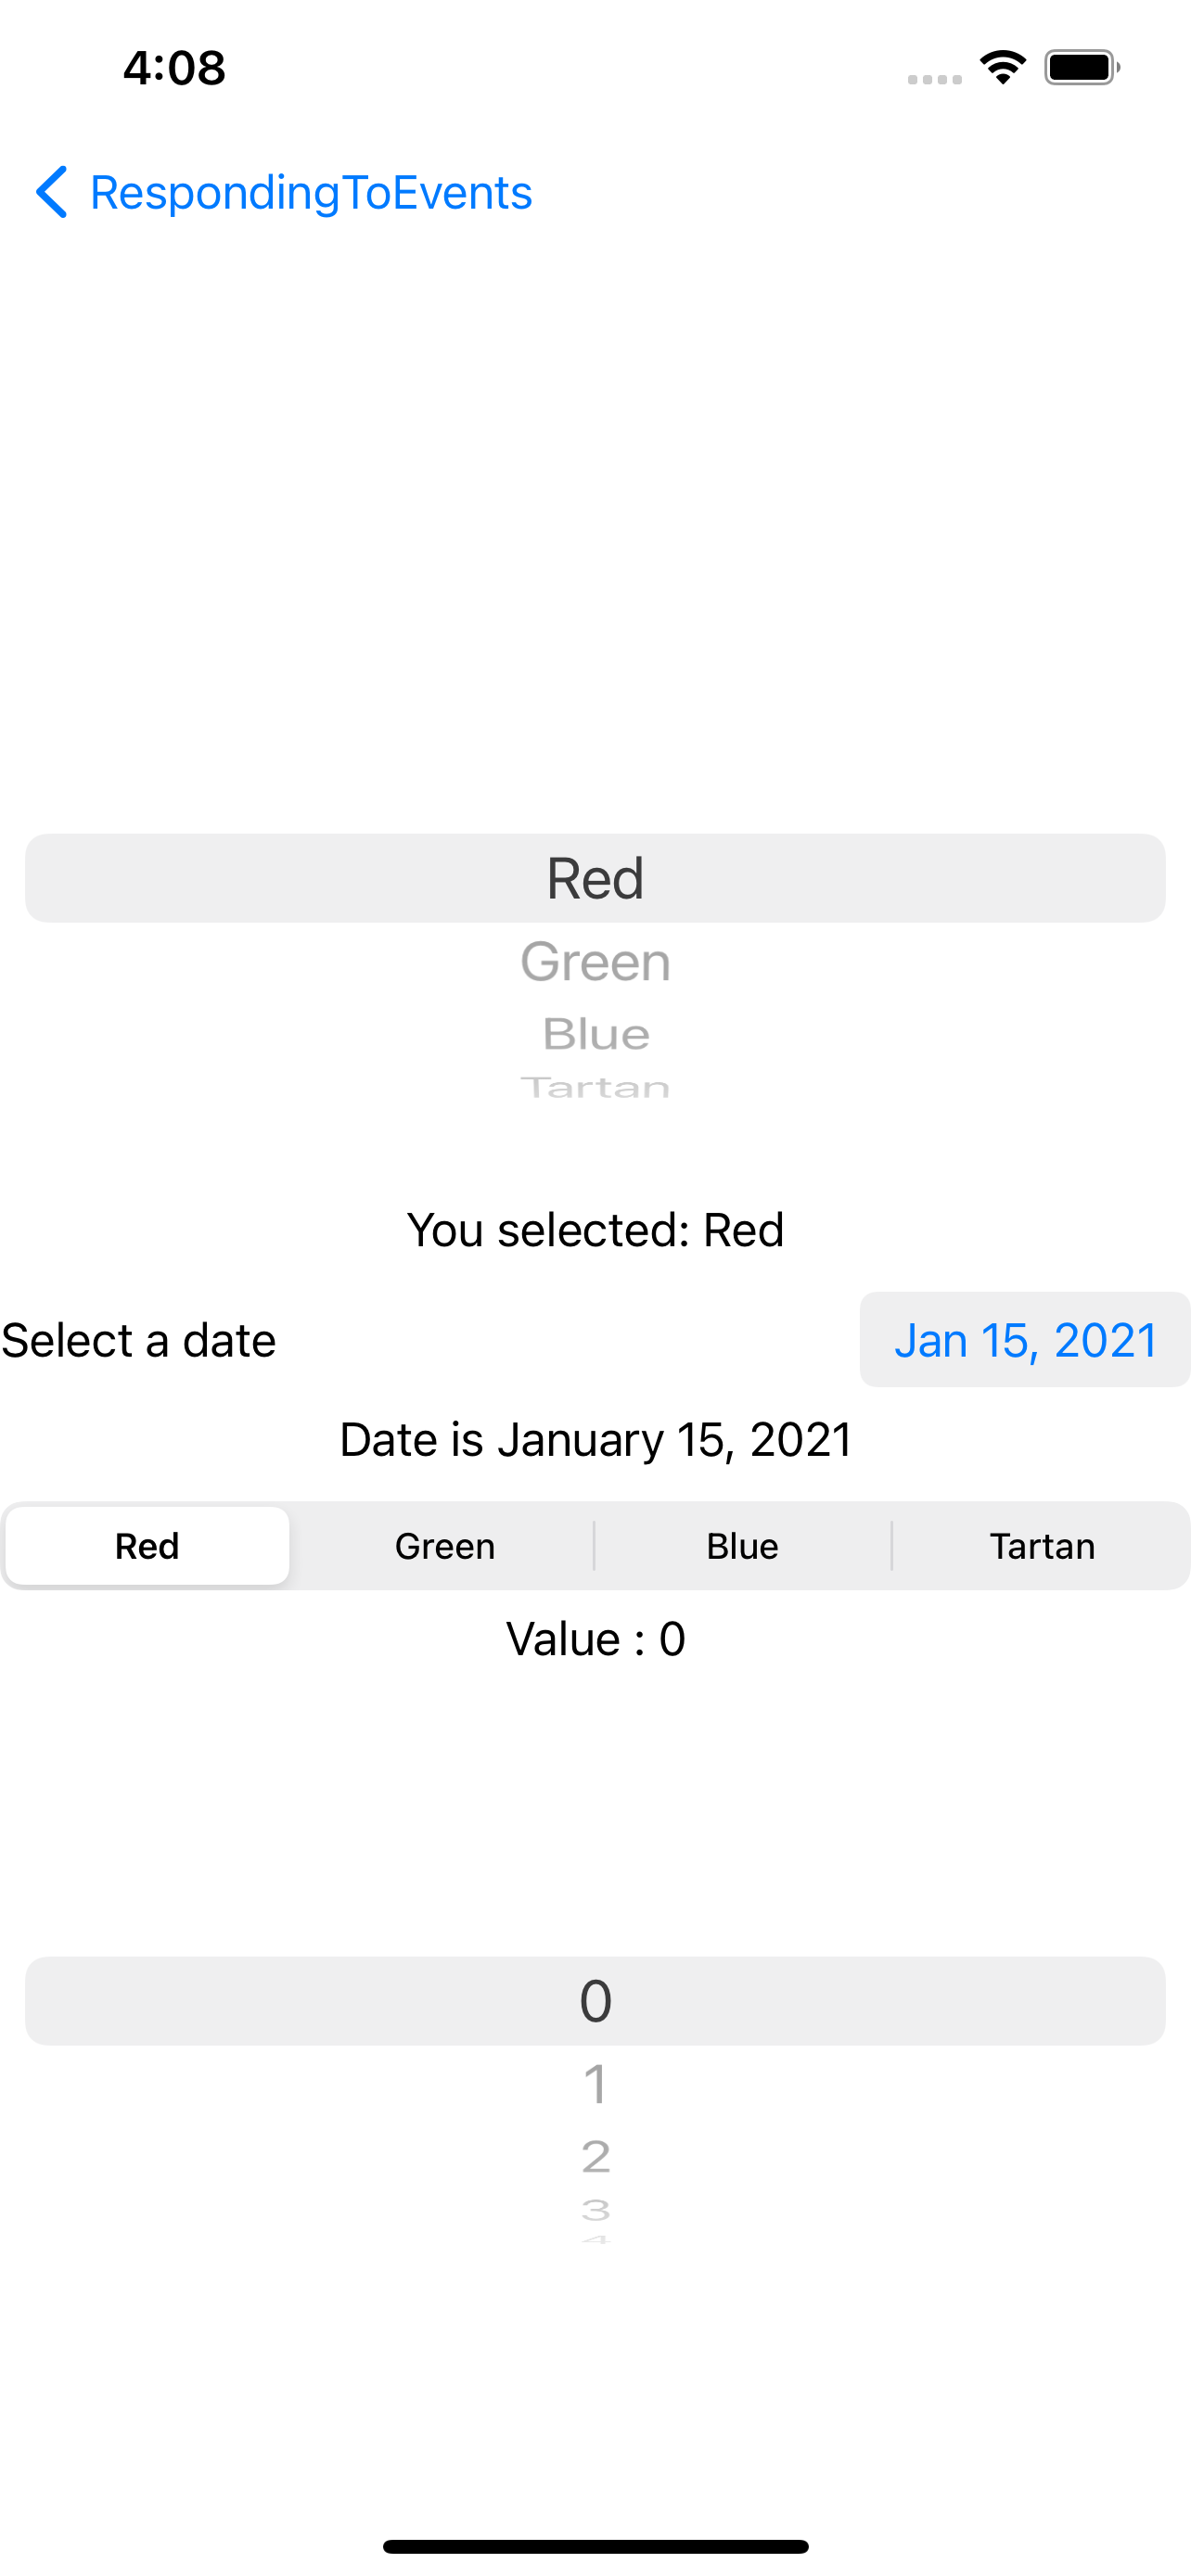 4:08
RespondingToEvents
Red
Green
Blue
Tartan
You selected: Red
Select a date Jan 15, 2021
Date is January 15, 2021
Red Green Blue Tartan
Value : 0
0
1
2
3
4